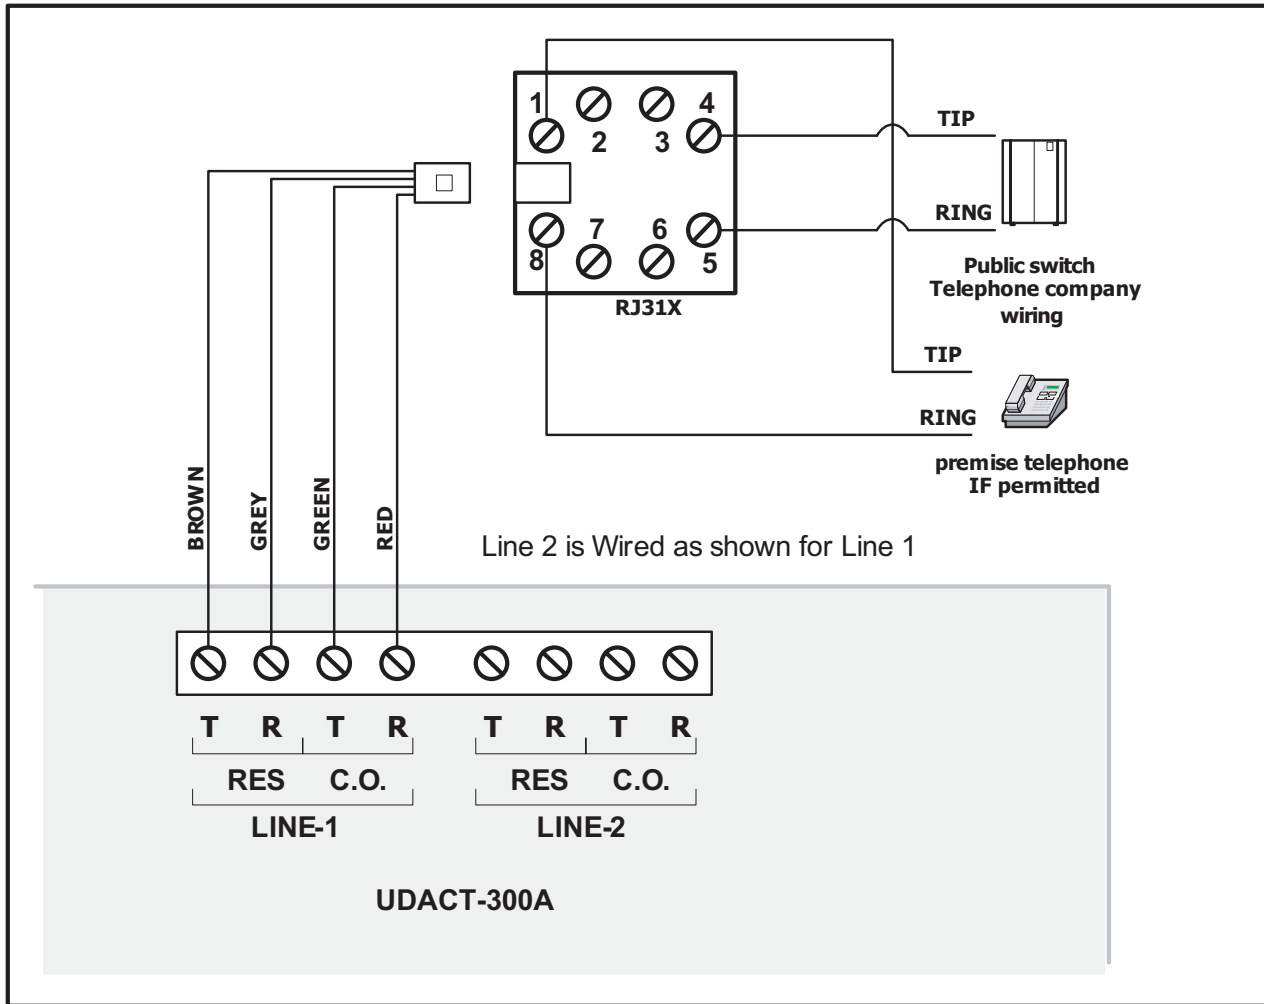 1
2
3
4
TIP
RING
8
7
6
5
RJ31X
Public switch
Telephone company
wiring
TIP
RING
premise telephone
IF permitted
BROWN
GREY
GREEN
RED
Line 2 is Wired as shown for Line 1
T R T R T R T R
RES C.O. RES C.O.
LINE-1 LINE-2
UDACT-300A